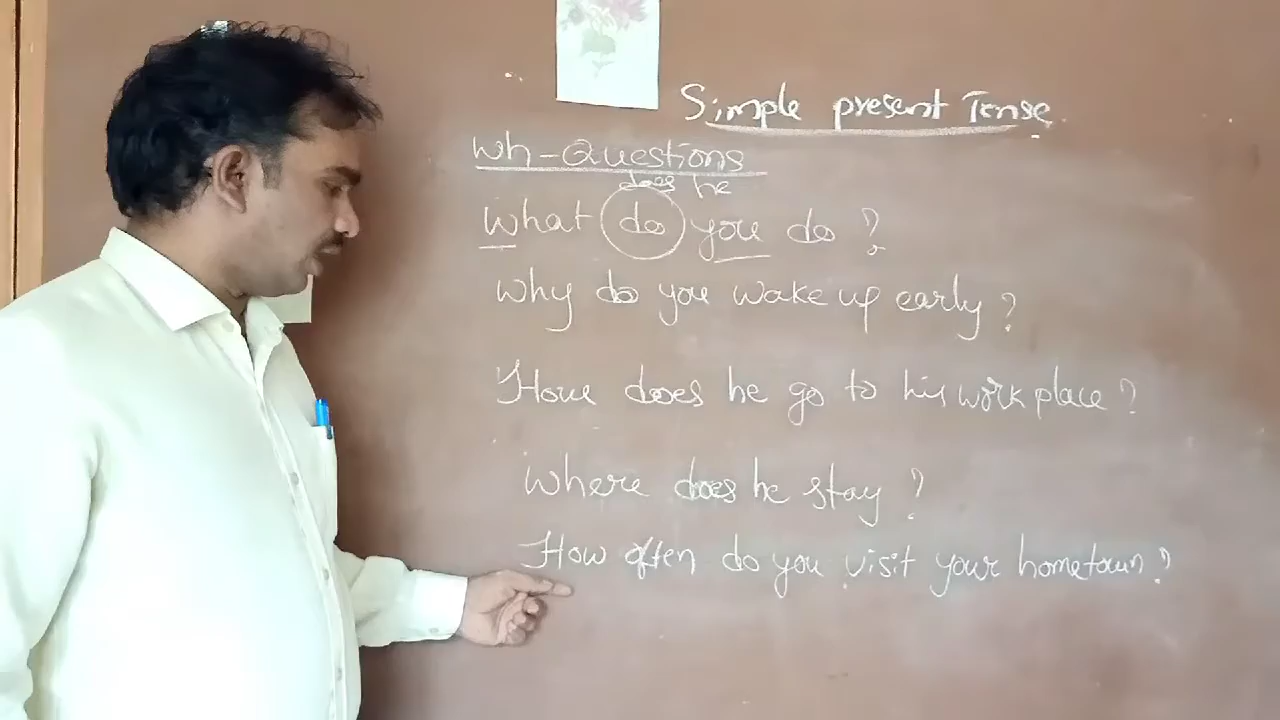 Simple present Tense
Wh-Questions
does he
What do you do ?
Why do you wake up early ?
How does he go to his work place ?
Where does he stay ?
How often do you visit your hometown ?